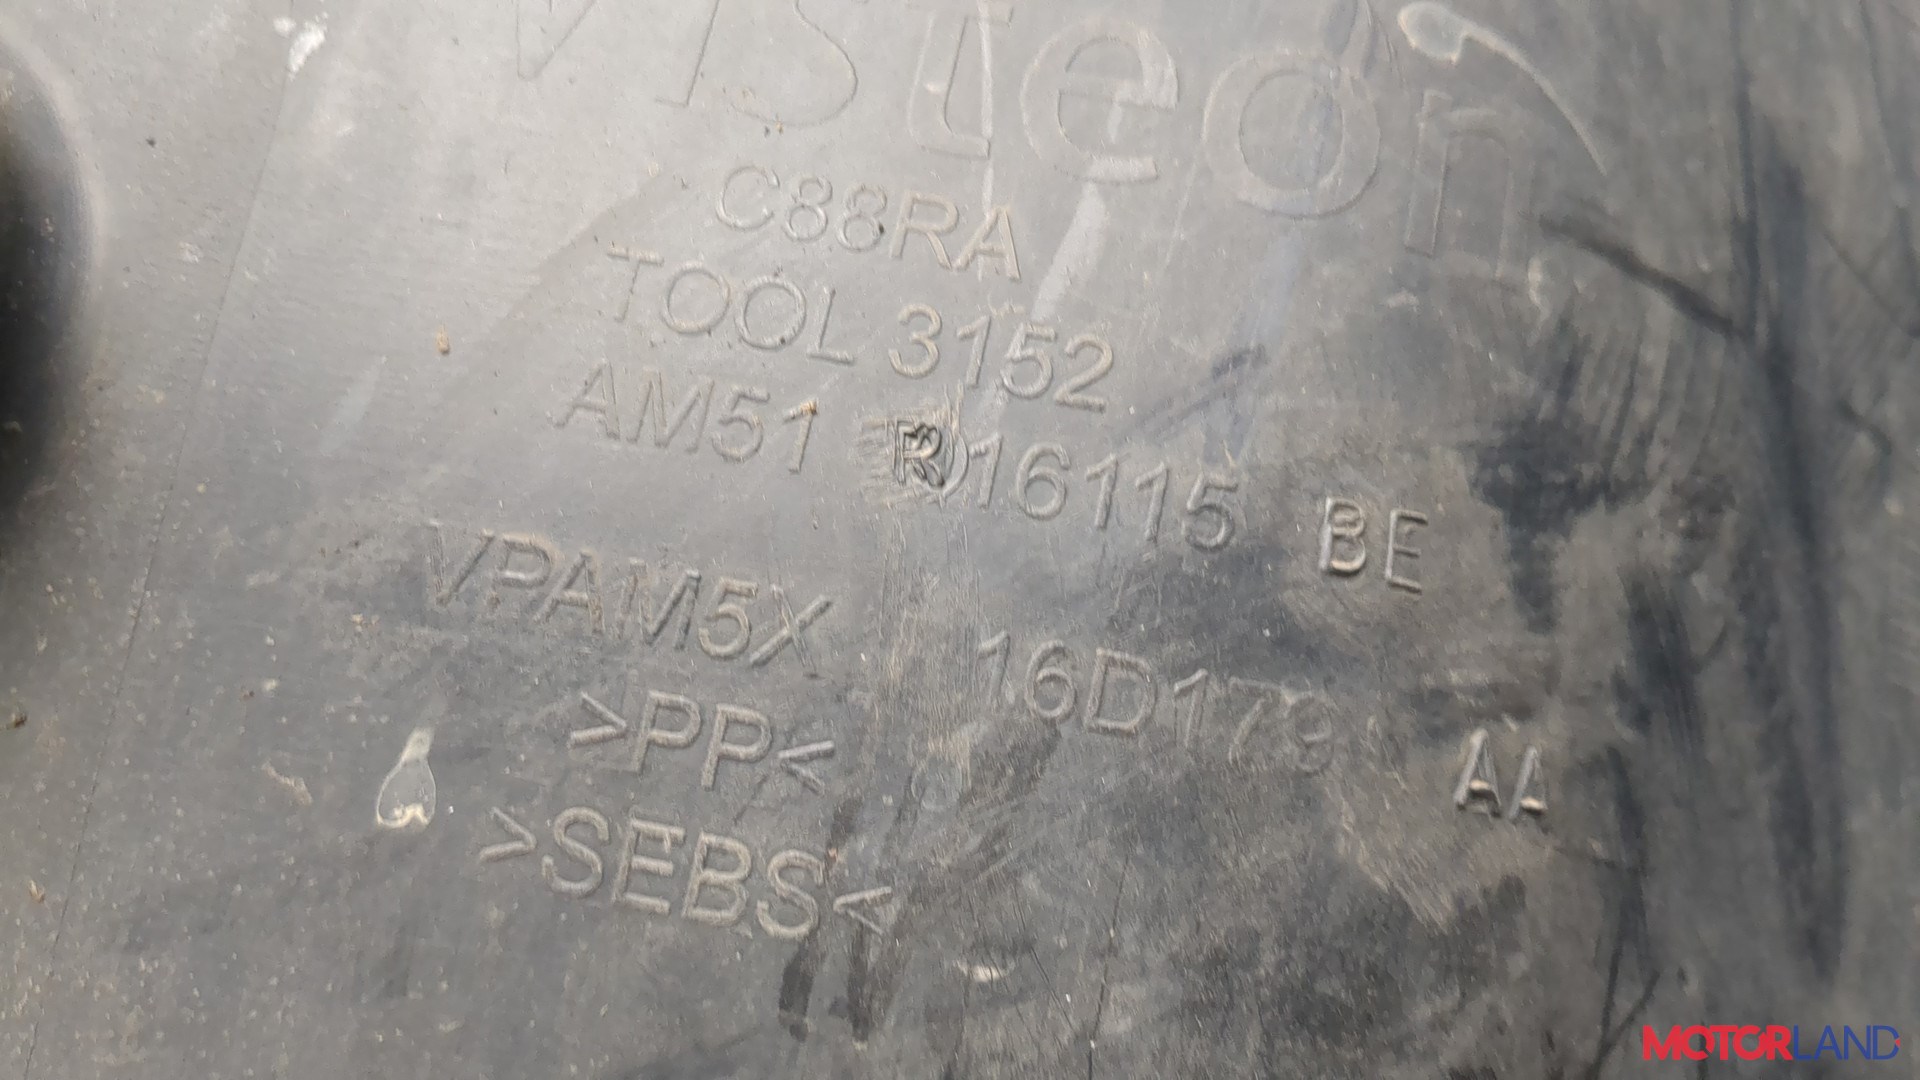 Visteon
C88RA
TOOL 3152
AM51 R16115 BE
VPAM5X 16D179 AA
>PP<
>SEBS<
MOTORLAND